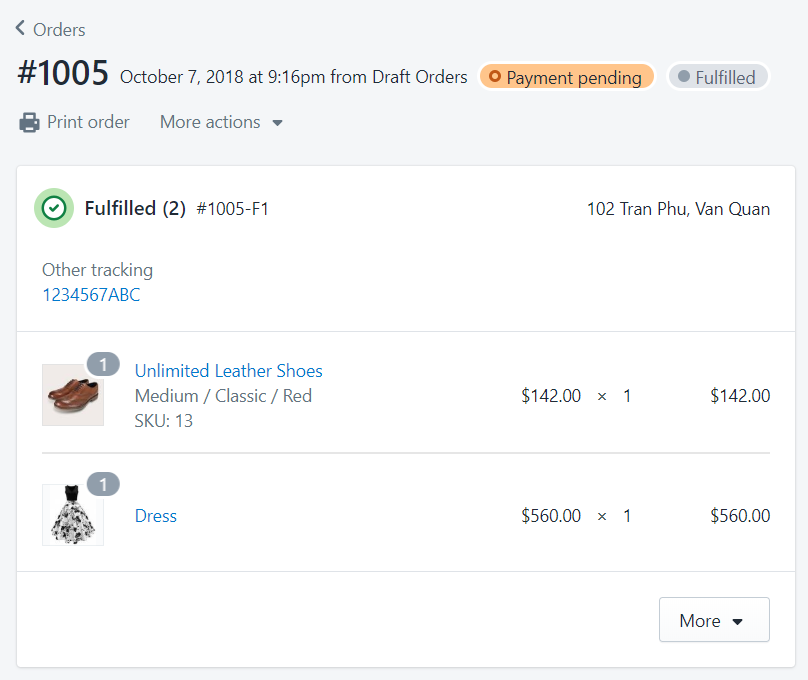 Orders
#1005 October 7, 2018 at 9:16pm from Draft Orders Payment pending Fulfilled
Print order More actions
Fulfilled (2) #1005-F1 102 Tran Phu, Van Quan
Other tracking
1234567ABC
1
Unlimited Leather Shoes
Medium / Classic / Red $142.00 × 1 $142.00
SKU: 13
1
Dress $560.00 × 1 $560.00
More